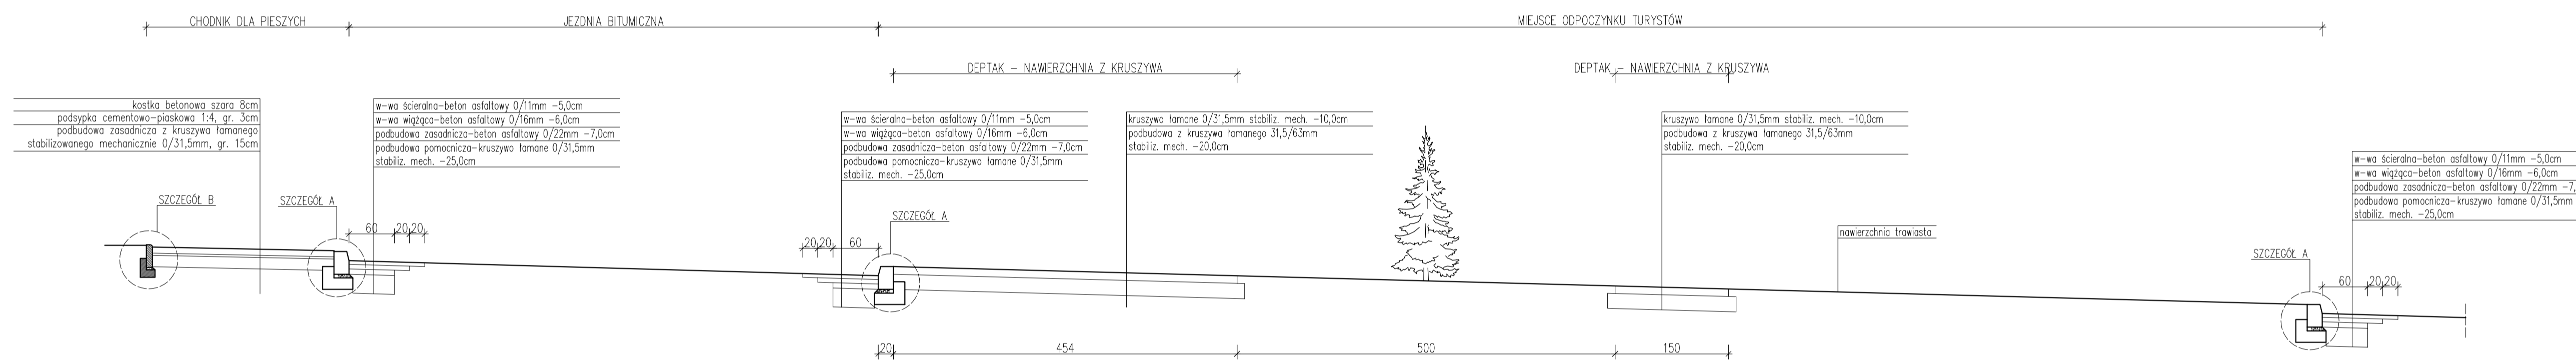 CHODNIK DLA PIESZYCH
JEZDNIA BITUMICZNA
MIEJSCE ODPOCZYNKU TURYSTÓW
DEPTAK – NAWIERZCHNIA Z KRUSZYWA
DEPTAK – NAWIERZCHNIA Z KRUSZYWA
kostka betonowa szara 8cm
podsypka cementowo-piaskowa 1:4, gr. 3cm
podbudowa zasadnicza z kruszywa łamanego
stabilizowanego mechanicznie 0/31,5mm, gr. 15cm
w-wa ścieralna-beton asfaltowy 0/11mm -5,0cm
w-wa wiążąca-beton asfaltowy 0/16mm -6,0cm
podbudowa zasadnicza-beton asfaltowy 0/22mm -7,0cm
podbudowa pomocnicza-kruszywo łamane 0/31,5mm
stabiliz. mech. -25,0cm
w-wa ścieralna-beton asfaltowy 0/11mm -5,0cm
w-wa wiążąca-beton asfaltowy 0/16mm -6,0cm
podbudowa zasadnicza-beton asfaltowy 0/22mm -7,0cm
podbudowa pomocnicza-kruszywo łamane 0/31,5mm
stabiliz. mech. -25,0cm
kruszywo łamane 0/31,5mm stabiliz. mech. -10,0cm
podbudowa z kruszywa łamanego 31,5/63mm
stabiliz. mech. -20,0cm
kruszywo łamane 0/31,5mm stabiliz. mech. -10,0cm
podbudowa z kruszywa łamanego 31,5/63mm
stabiliz. mech. -20,0cm
w-wa ścieralna-beton asfaltowy 0/11mm -5,0cm
w-wa wiążąca-beton asfaltowy 0/16mm -6,0cm
podbudowa zasadnicza-beton asfaltowy 0/22mm -7,
podbudowa pomocnicza-kruszywo łamane 0/31,5mm
stabiliz. mech. -25,0cm
SZCZEGÓŁ B
SZCZEGÓŁ A
60 20 20
20 20 60
SZCZEGÓŁ A
nawierzchnia trawiasta
SZCZEGÓŁ A
60 20 20
20 454 500 150